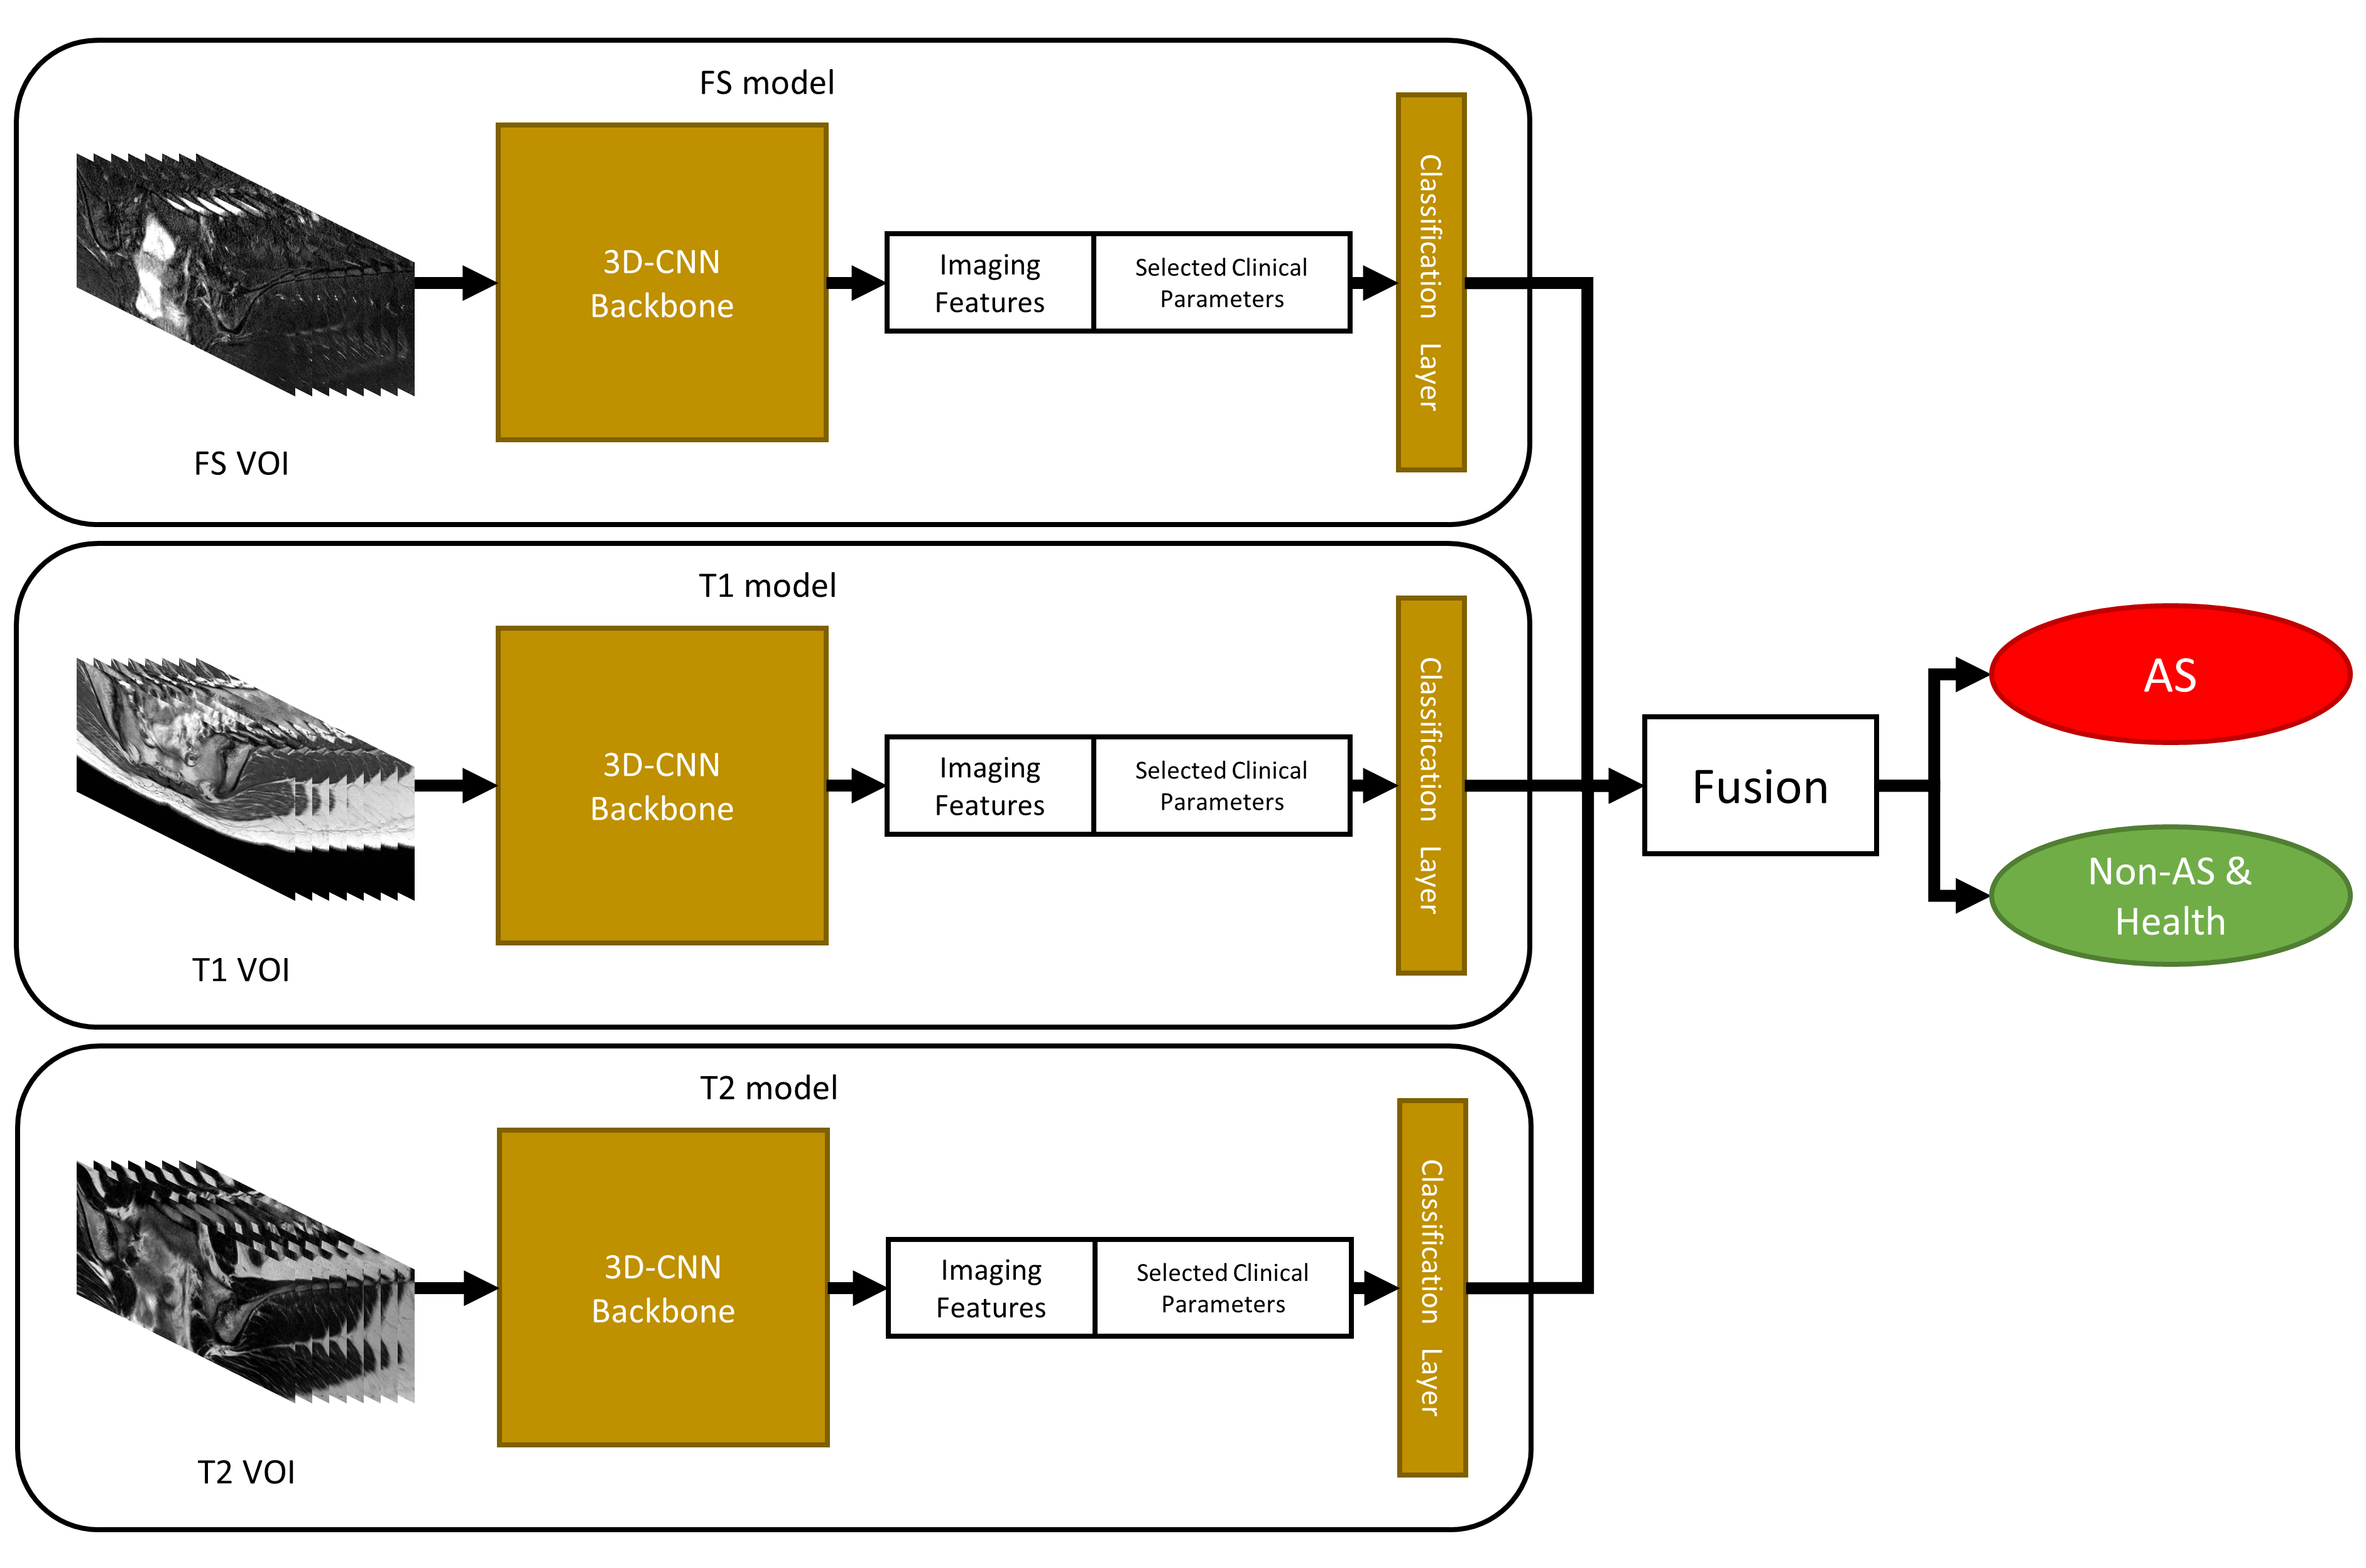 FS model
3D-CNN
Backbone
Imaging
Features
Selected Clinical
Parameters
Classification Layer
FS VOI
T1 model
3D-CNN
Backbone
Imaging
Features
Selected Clinical
Parameters
Classification Layer
T1 VOI
T2 model
3D-CNN
Backbone
Imaging
Features
Selected Clinical
Parameters
Classification Layer
T2 VOI
Fusion
AS
Non-AS &
Health